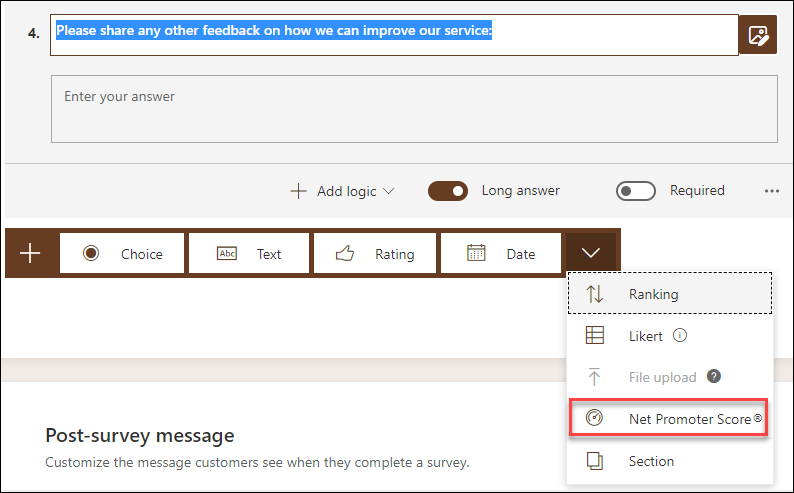 4.
Please share any other feedback on how we can improve our service:
Enter your answer
Add logic
Long answer
Required
Choice
Abc
Text
Rating
Date
Ranking
Likert
File upload ?
Net Promoter Score®
Section
Post-survey message
Customize the message customers see when they complete a survey.